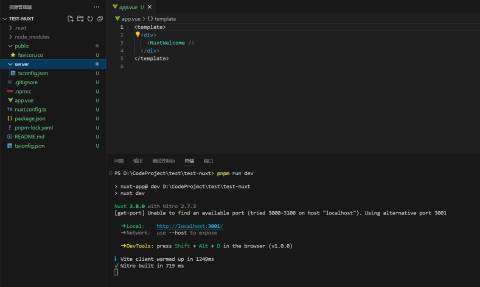 资源管理器
TEST-NUXT
.nuxt
node_modules
public
favicon.ico
server
tsconfig.json
.gitignore
.npmrc
app.vue U
nuxt.config.ts U
package.json U
pnpm-lock.yaml U
README.md U
tsconfig.json U
app.vue U
app.vue > template
1 <template>
2 <div>
3 <NuxtWelcome />
4 </div>
5 </template>
6
问题 输出 调试控制台 终端 端口
PS D:\CodeProject\test\test-nuxt> pnpm run dev
> nuxt-app@ dev D:\CodeProject\test\test-nuxt
> nuxt dev
Nuxt 3.8.0 with Nitro 2.7.3
[get-port] Unable to find an available port (tried 3000-3100 on host "localhost"). Using alternative port 3001
➜ Local: http://localhost:3001/
➜ Network: use --host to expose
➜ DevTools: press Shift + Alt + D in the browser (v1.0.0)
ℹ Vite client warmed up in 1249ms
✔ Nitro built in 719 ms